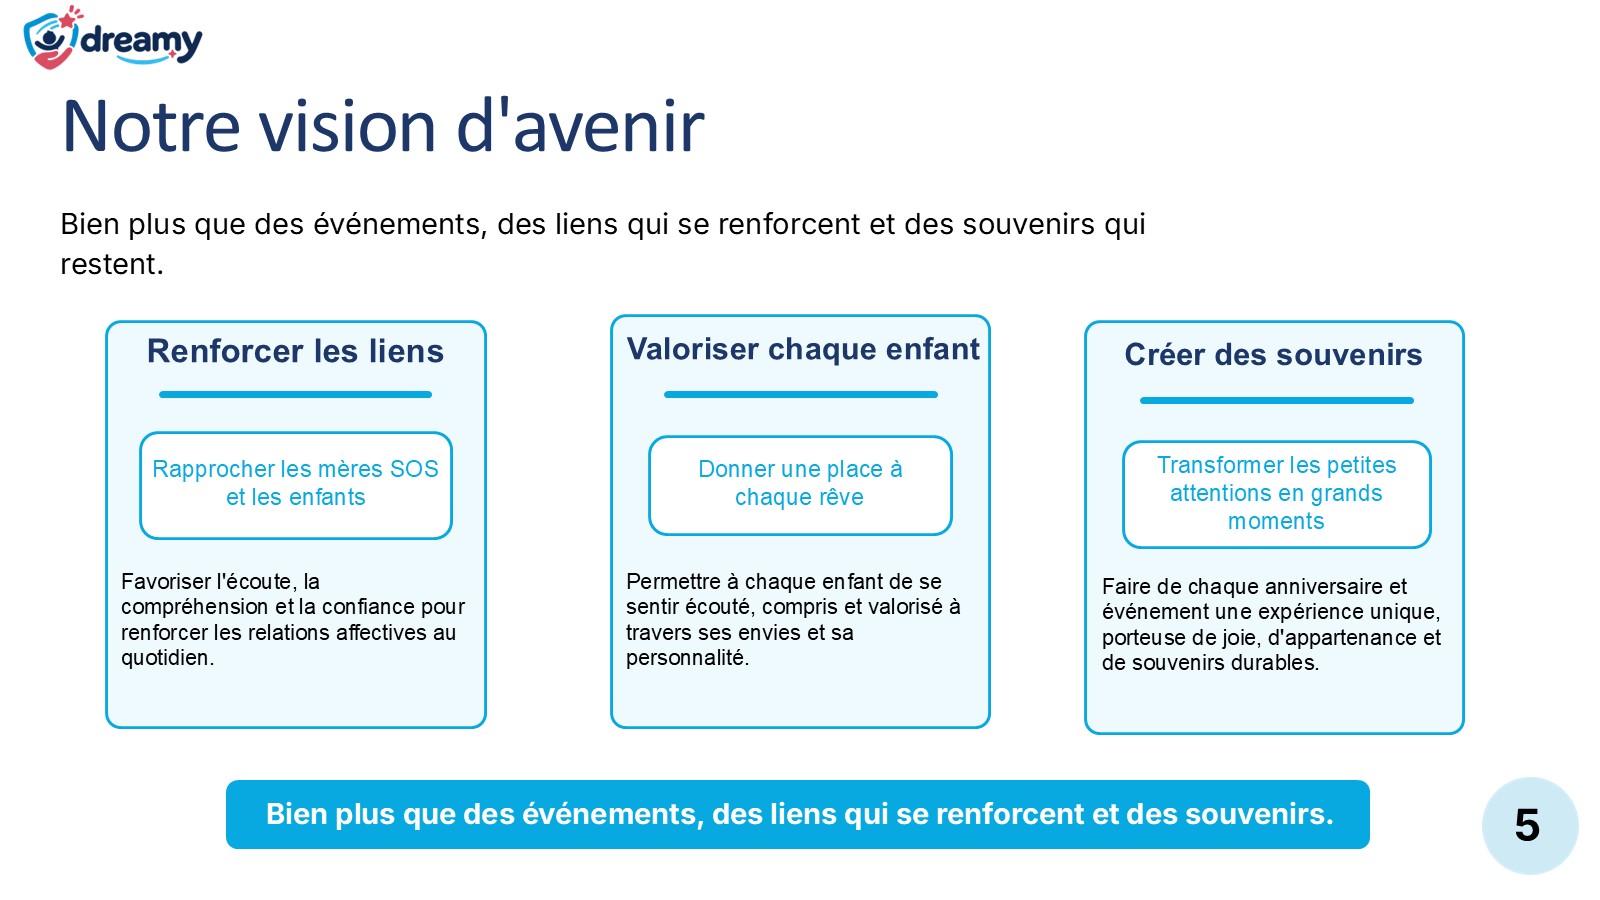 dreamy
Notre vision d'avenir
Bien plus que des événements, des liens qui se renforcent et des souvenirs qui
restent.
Renforcer les liens
Rapprocher les mères SOS
et les enfants
Favoriser l'écoute, la
compréhension et la confiance pour
renforcer les relations affectives au
quotidien.
Valoriser chaque enfant
Donner une place à
chaque rêve
Permettre à chaque enfant de se
sentir écouté, compris et valorisé à
travers ses envies et sa
personnalité.
Créer des souvenirs
Transformer les petites
attentions en grands
moments
Faire de chaque anniversaire et
événement une expérience unique,
porteuse de joie, d'appartenance et
de souvenirs durables.
Bien plus que des événements, des liens qui se renforcent et des souvenirs.
5